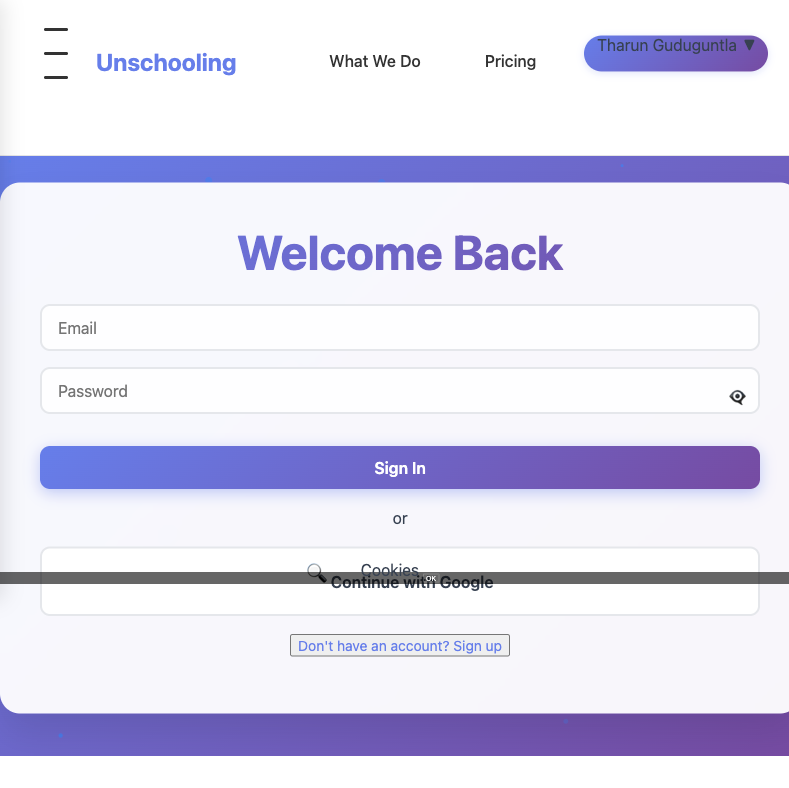 Unschooling
What We Do
Pricing
Tharun Guduguntla ▼
Welcome Back
Email
Password
Sign In
or
Cookies
OK
Continue with Google
Don't have an account? Sign up